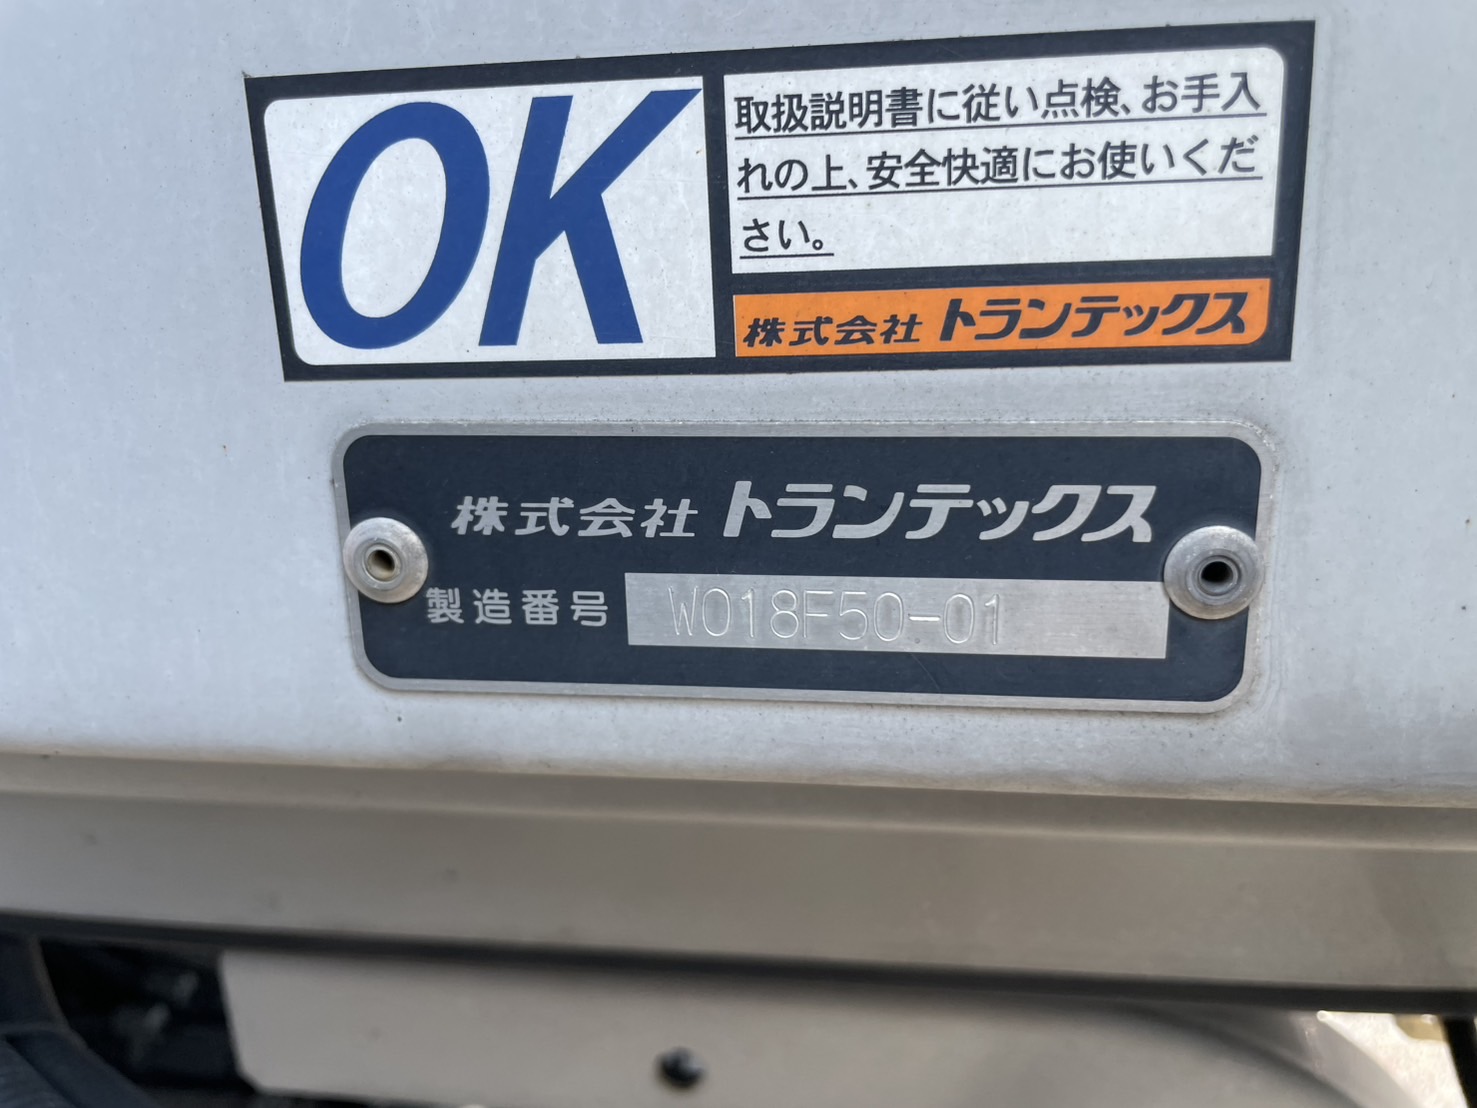 OK
取扱説明書に従い点検、お手入
れの上、安全快適にお使いくだ
さい。
株式会社 トランテックス
株式会社 トランテックス
製造番号 W018F50-01